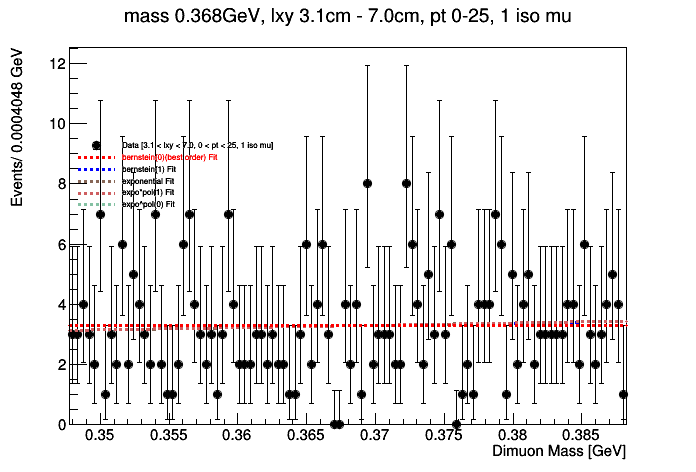 mass 0.368GeV, lxy 3.1cm - 7.0cm, pt 0-25, 1 iso mu
Events/ 0.0004048 GeV
12
10
8
6
4
2
0
Data [3.1 < lxy < 7.0, 0 < pt < 25, 1 iso mu]
bernstein(0)(best order) Fit
bernstein(1) Fit
exponential Fit
expo*pol(1) Fit
expo*pol(0) Fit
0.35 0.355 0.36 0.365 0.37 0.375 0.38 0.385
Dimuon Mass [GeV]